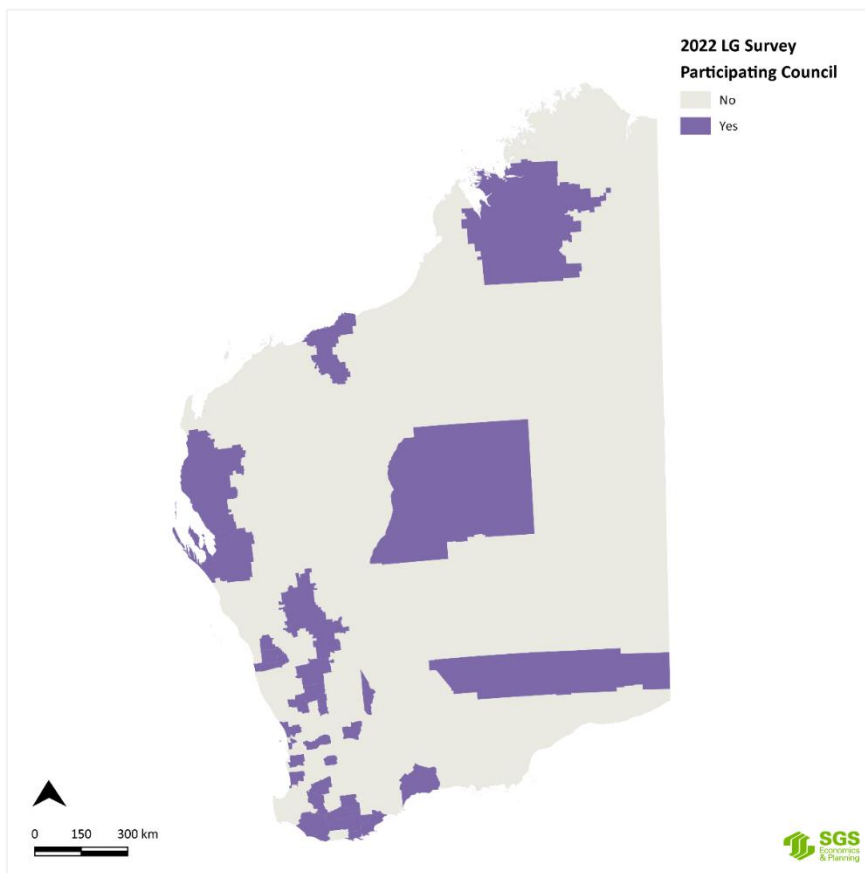 2022 LG Survey
Participating Council
No
Yes
0 150 300 km
SGS
Economics
& Planning